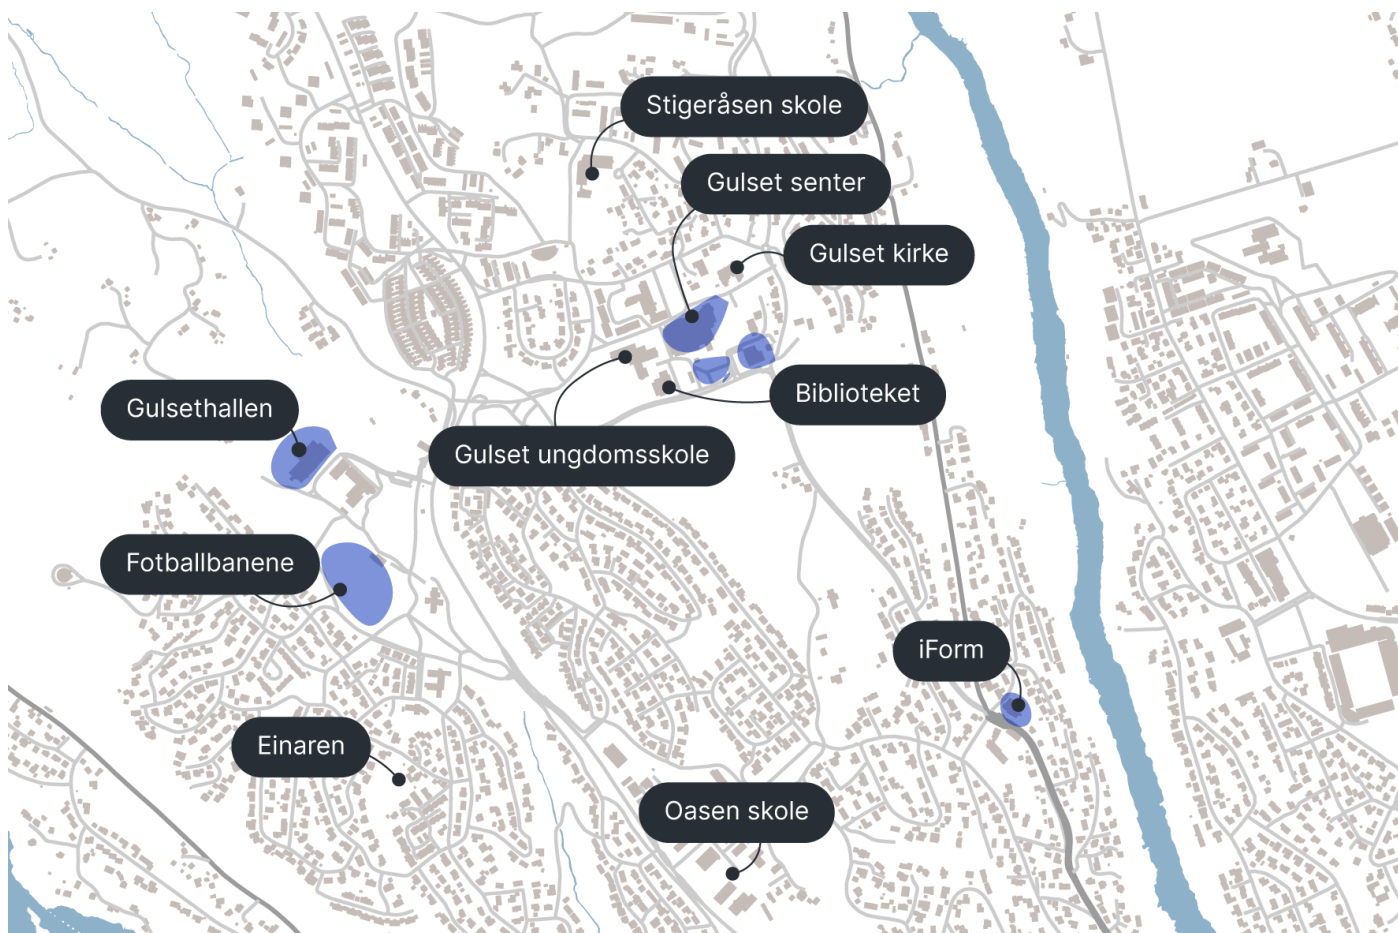 Stigeråsen skole
Gulset senter
Gulset kirke
Biblioteket
Gulsethallen
Gulset ungdomsskole
Fotballbanene
iForm
Einaren
Oasen skole